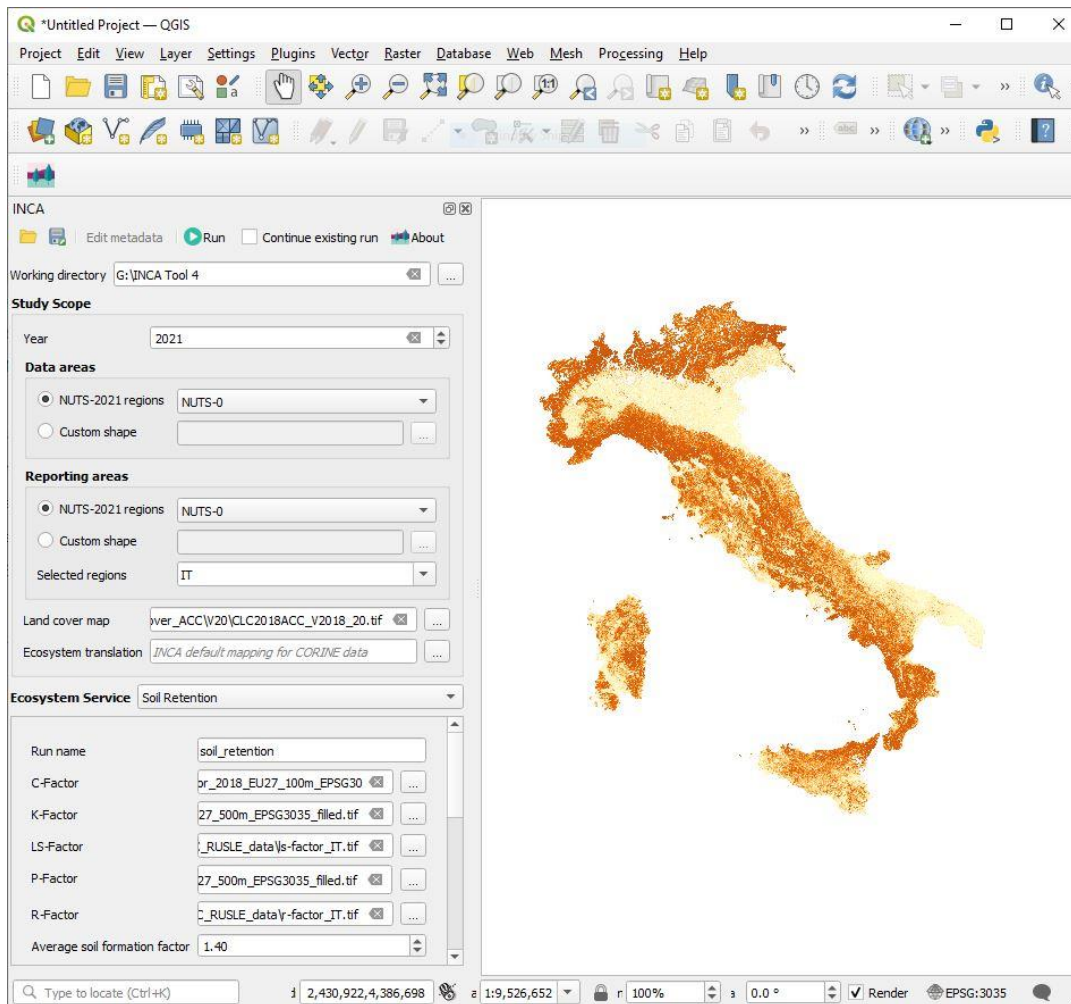 *Untitled Project — QGIS
Project Edit View Layer Settings Plugins Vector Raster Database Web Mesh Processing Help
INCA
Edit metadata Run Continue existing run About
Working directory G:\INCA Tool 4 ...
Study Scope
Year 2021
Data areas
NUTS-2021 regions NUTS-0
Custom shape ...
Reporting areas
NUTS-2021 regions NUTS-0
Custom shape ...
Selected regions IT
Land cover map over_ACC\V20\CLC2018ACC_V2018_20.tif ...
Ecosystem translation INCA default mapping for CORINE data ...
Ecosystem Service Soil Retention
Run name soil_retention
C-Factor or_2018_EU27_100m_EPSG30 ...
K-Factor 27_500m_EPSG3035_filled.tif ...
LS-Factor C_RUSLE_data\ls-factor_IT.tif ...
P-Factor 27_500m_EPSG3035_filled.tif ...
R-Factor C_RUSLE_data\r-factor_IT.tif ...
Average soil formation factor 1.40
Type to locate (Ctrl+K) 2,430,922,4,386,698 a 1:9,526,652 r 100% a 0.0 ° Render EPSG:3035